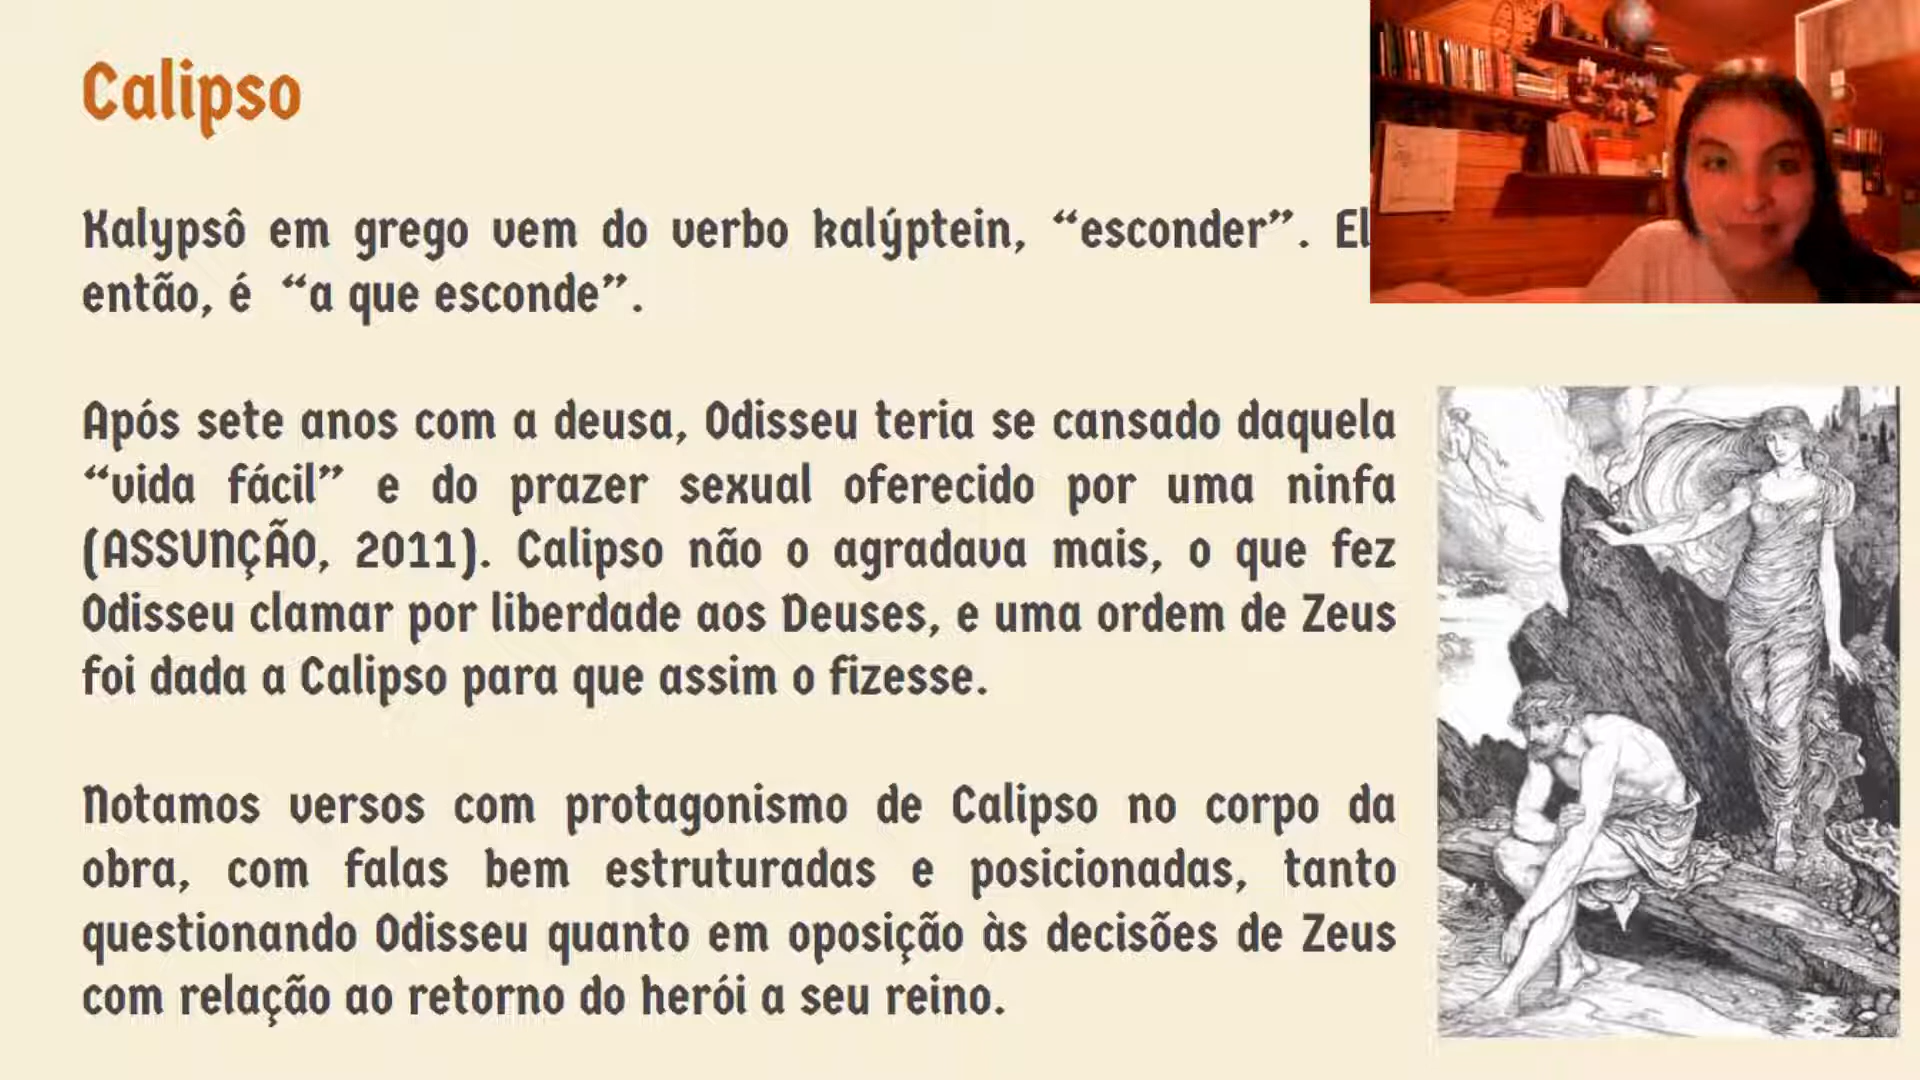 Calipso
Kalypsô em grego vem do verbo kalýptein, “esconder”.
então, é “a que esconde”.
Após sete anos com a deusa, Odisseu teria se cansado daquela
“vida fácil” e do prazer sexual oferecido por uma ninfa
(ASSUNÇÃO, 2011). Calipso não o agradava mais, o que fez
Odisseu clamar por liberdade aos Deuses, e uma ordem de Zeus
foi dada a Calipso para que assim o fizesse.
Notamos versos com protagonismo de Calipso no corpo da
obra, com falas bem estruturadas e posicionadas, tanto
questionando Odisseu quanto em oposição às decisões de Zeus
com relação ao retorno do herói a seu reino.